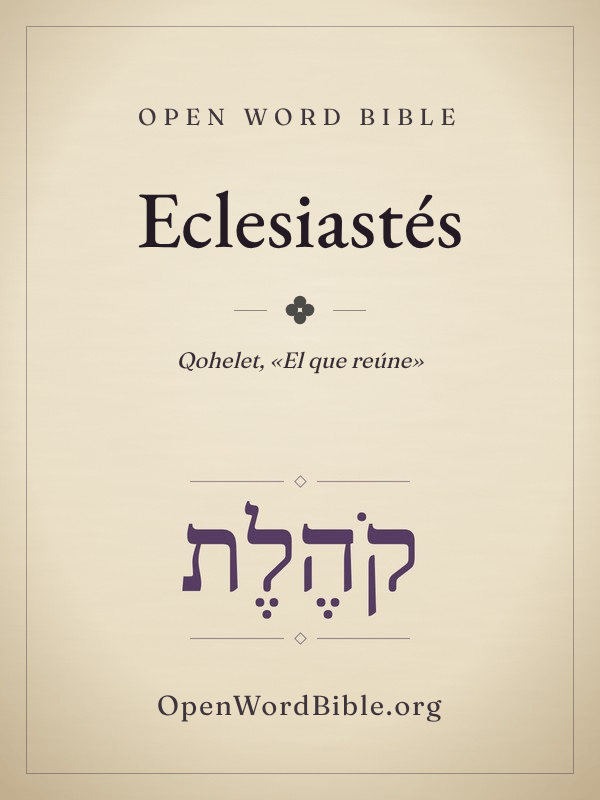 OPEN WORD BIBLE
Eclesiastés
Qohelet, «El que reúne»
קֹהֶלֶת
OpenWordBible.org